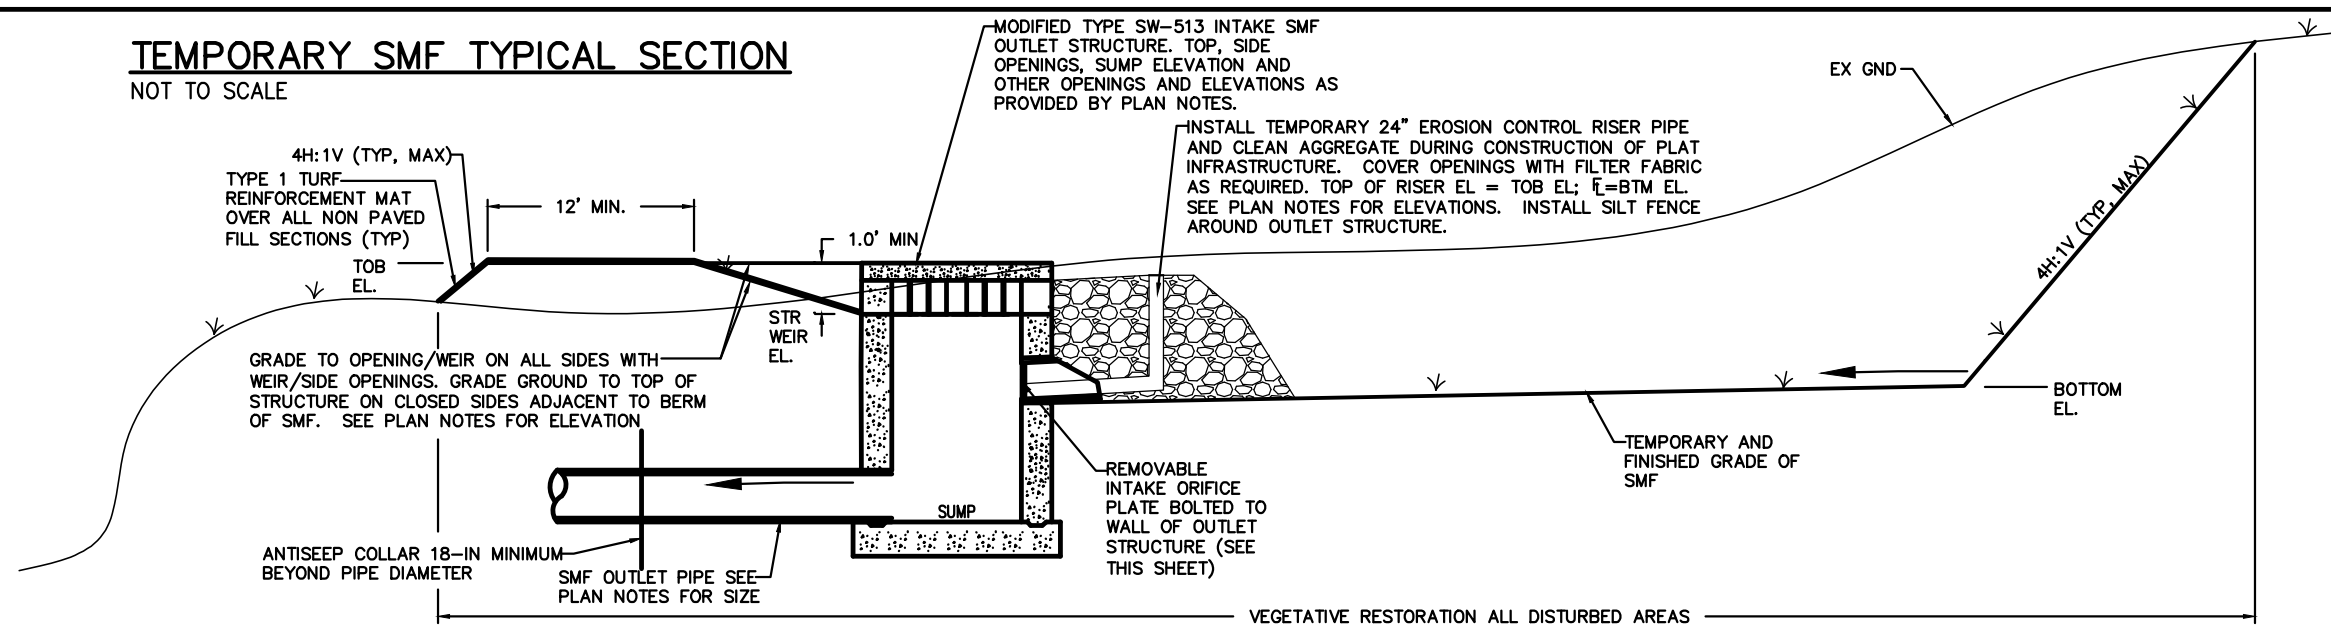 TEMPORARY SMF TYPICAL SECTION
NOT TO SCALE
MODIFIED TYPE SW-513 INTAKE SMF
OUTLET STRUCTURE. TOP, SIDE
OPENINGS, SUMP ELEVATION AND
OTHER OPENINGS AND ELEVATIONS AS
PROVIDED BY PLAN NOTES.
EX GND
INSTALL TEMPORARY 24" EROSION CONTROL RISER PIPE
AND CLEAN AGGREGATE DURING CONSTRUCTION OF PLAT
INFRASTRUCTURE. COVER OPENINGS WITH FILTER FABRIC
AS REQUIRED. TOP OF RISER EL = TOB EL; FL=BTM EL.
SEE PLAN NOTES FOR ELEVATIONS. INSTALL SILT FENCE
AROUND OUTLET STRUCTURE.
4H:1V (TYP, MAX)
TYPE 1 TURF
REINFORCEMENT MAT
OVER ALL NON PAVED
FILL SECTIONS (TYP)
12' MIN.
1.0' MIN
TOB
EL.
STR
WEIR
EL.
4H:1V (TYP, MAX)
GRADE TO OPENING/WEIR ON ALL SIDES WITH
WEIR/SIDE OPENINGS. GRADE GROUND TO TOP OF
STRUCTURE ON CLOSED SIDES ADJACENT TO BERM
OF SMF. SEE PLAN NOTES FOR ELEVATION
BOTTOM
EL.
TEMPORARY AND
FINISHED GRADE OF
SMF
REMOVABLE
INTAKE ORIFICE
PLATE BOLTED TO
WALL OF OUTLET
STRUCTURE (SEE
THIS SHEET)
SUMP
ANTISEEP COLLAR 18-IN MINIMUM
BEYOND PIPE DIAMETER
SMF OUTLET PIPE SEE
PLAN NOTES FOR SIZE
VEGETATIVE RESTORATION ALL DISTURBED AREAS